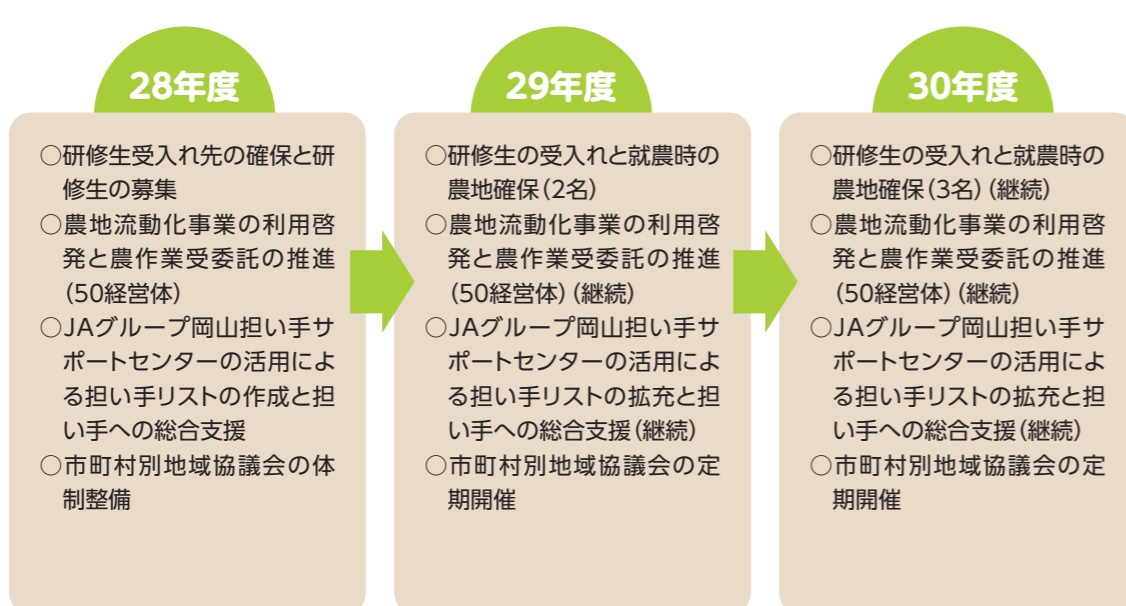 28年度
○研修生受入れ先の確保と研
修生の募集
○農地流動化事業の利用啓
発と農作業受委託の推進
(50経営体)
○JAグループ岡山担い手サ
ポートセンターの活用によ
る担い手リストの作成と担
い手への総合支援
○市町村別地域協議会の体
制整備
29年度
○研修生の受入れと就農時の
農地確保(2名)
○農地流動化事業の利用啓
発と農作業受委託の推進
(50経営体)(継続)
○JAグループ岡山担い手サ
ポートセンターの活用によ
る担い手リストの拡充と担
い手への総合支援(継続)
○市町村別地域協議会の定
期開催
30年度
○研修生の受入れと就農時の
農地確保(3名)(継続)
○農地流動化事業の利用啓
発と農作業受委託の推進
(50経営体)(継続)
○JAグループ岡山担い手サ
ポートセンターの活用によ
る担い手リストの拡充と担
い手への総合支援(継続)
○市町村別地域協議会の定
期開催